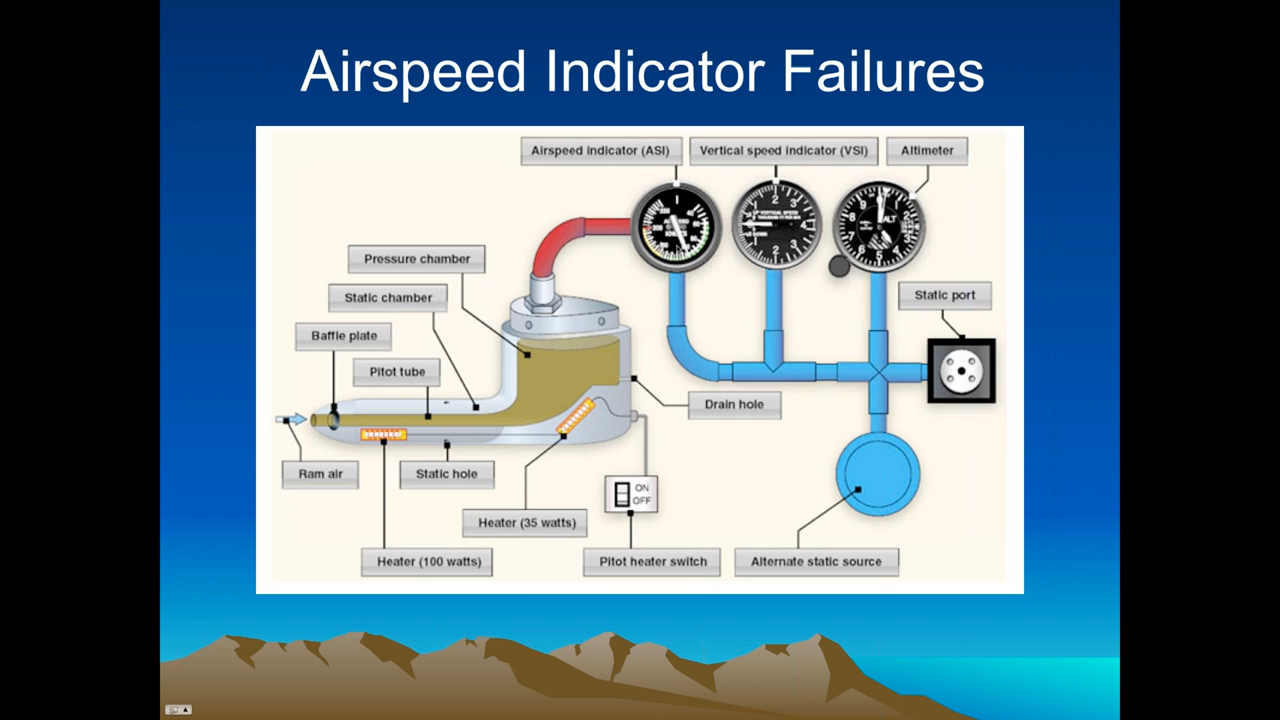 Airspeed Indicator Failures
Airspeed indicator (ASI)
Vertical speed indicator (VSI)
Altimeter
Pressure chamber
Static chamber
Static port
Baffle plate
Pitot tube
Drain hole
Ram air
Static hole
ON
OFF
Heater (35 watts)
Heater (100 watts)
Pitot heater switch
Alternate static source